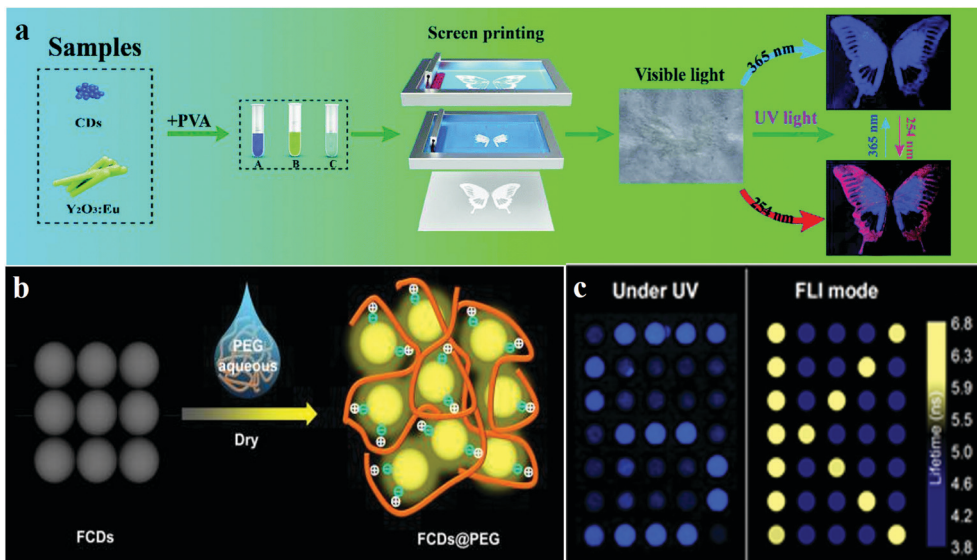 a
Samples
CDs
Y2O3:Eu
+PVA
A B C
Screen printing
Visible light
365 nm
UV light
254 nm
365 nm
254 nm
b
FCDs
PEG
aqueous
Dry
FCDs@PEG
c
Under UV
FLI mode
Lifetime (ns)
6.8
6.3
5.9
5.5
5.0
4.6
4.2
3.8